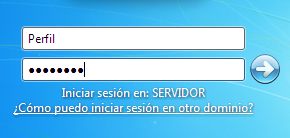 Perfil
••••••••
Iniciar sesión en: SERVIDOR
¿Cómo puedo iniciar sesión en otro dominio?